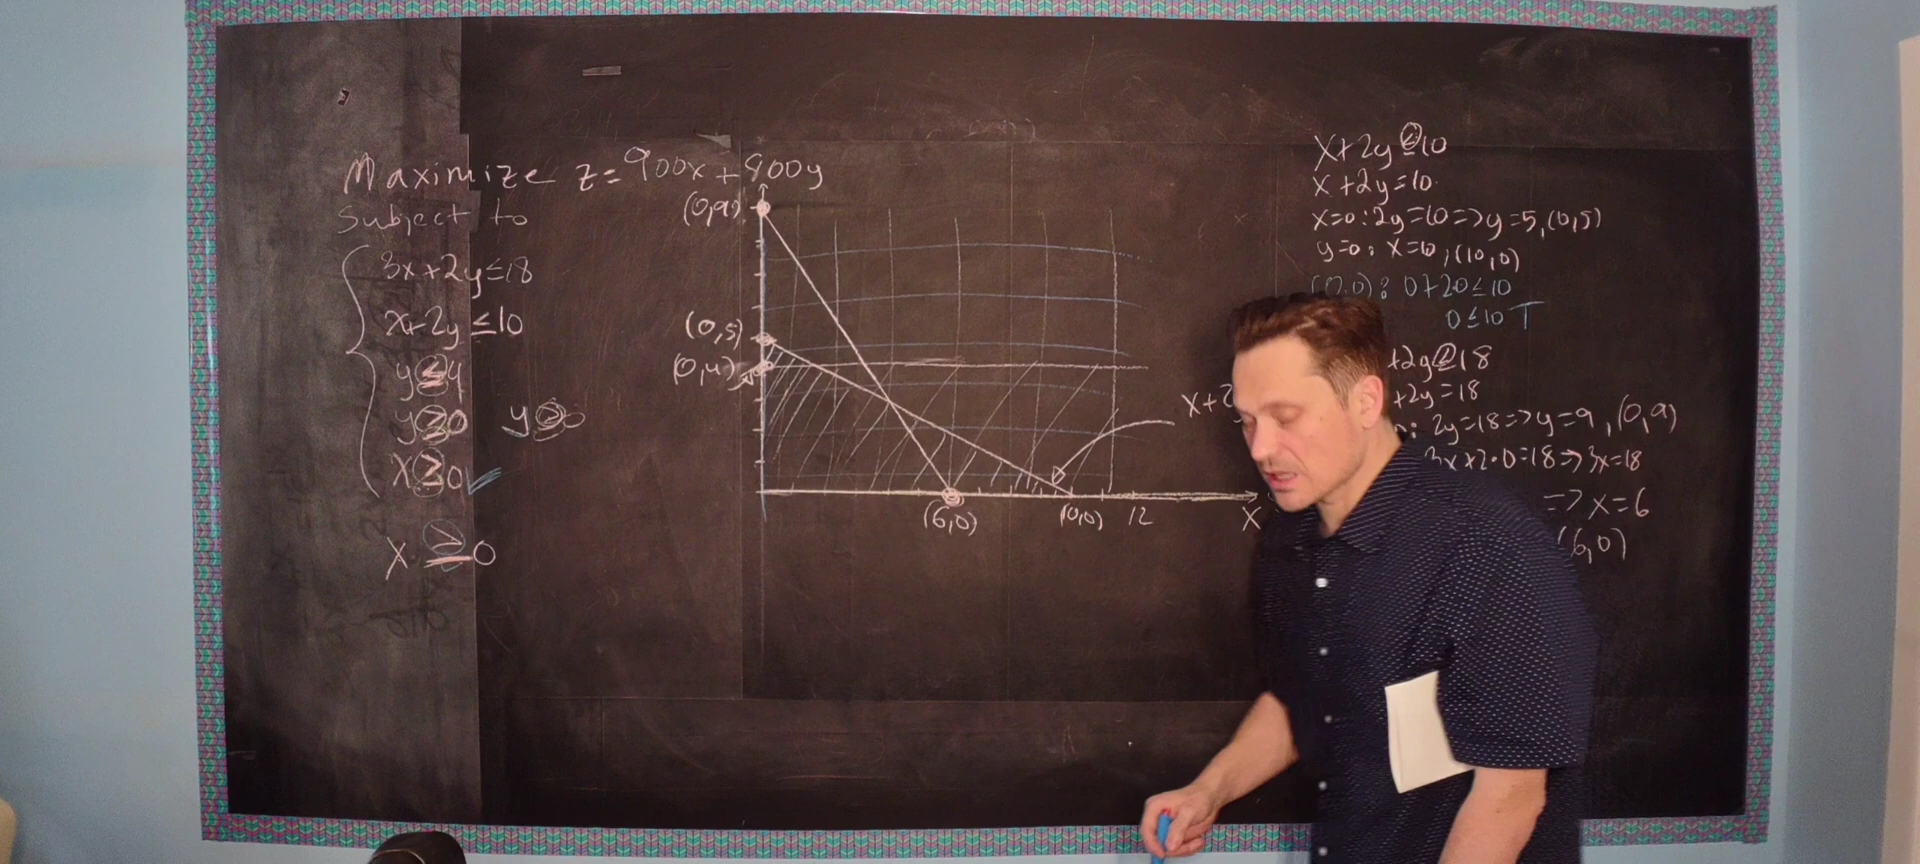 Maximize z=900x+800y
Subject to
3x+2y≤18
x+2y≤10
y≤4
y≥0 y≥0
x≥0
x≥0
(0,9)
(0,5)
(0,4)
(6,0) (10,0) 12 X
x+2
x+2y≤10
x+2y=10
x=0:2y=10=>y=5,(0,5)
y=0: x=10,(10,0)
(0,0): 0+20≤10
0≤10 T
+2y≤18
+2y=18
: 2y=18=>y=9,(0,9)
3x+2·0=18=>3x=18
=> x=6
(6,0)